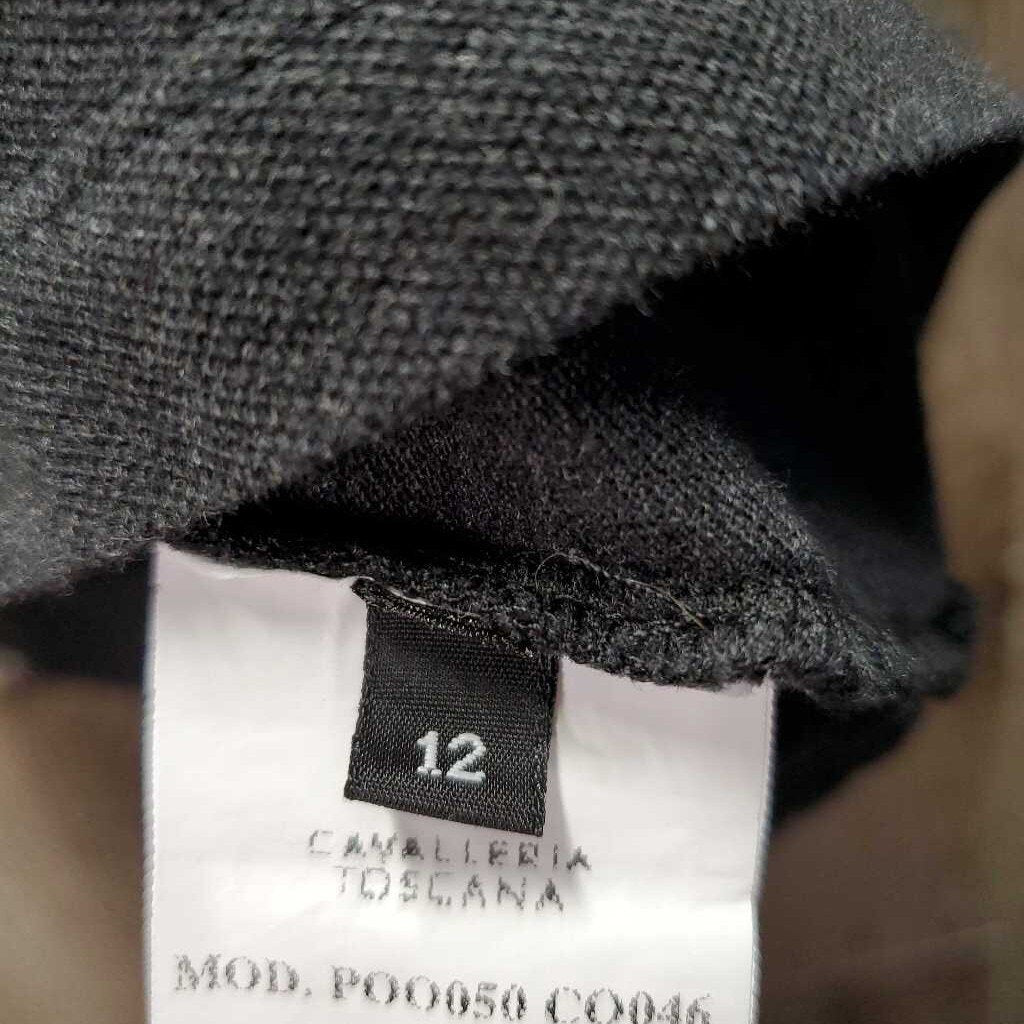 12
CAVALLERIA
TOSCANA
MOD. POO050 CO046